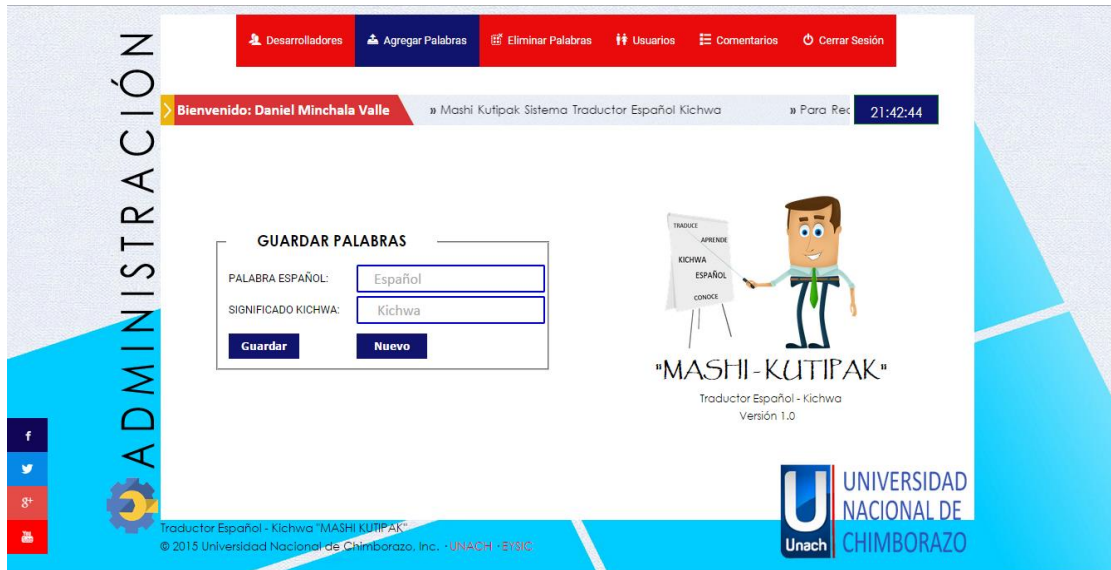 ADMINISTRACIÓN
Desarrolladores Agregar Palabras Eliminar Palabras Usuarios Comentarios Cerrar Sesión
Bienvenido: Daniel Minchala Valle » Mashi Kutipak Sistema Traductor Español Kichwa » Para Rec 21:42:44
GUARDAR PALABRAS
PALABRA ESPAÑOL: Español
SIGNIFICADO KICHWA: Kichwa
Guardar Nuevo
TRADUCE
APRENDE
KICHWA
ESPAÑOL
CONOCE
"MASHI-KUTIPAK"
Traductor Español - Kichwa
Versión 1.0
f
g+
You
Unach
UNIVERSIDAD
NACIONAL DE
CHIMBORAZO
Traductor Español - Kichwa "MASHI KUTIPAK"
© 2015 Universidad Nacional de Chimborazo, Inc. · UNACH · EYSIC